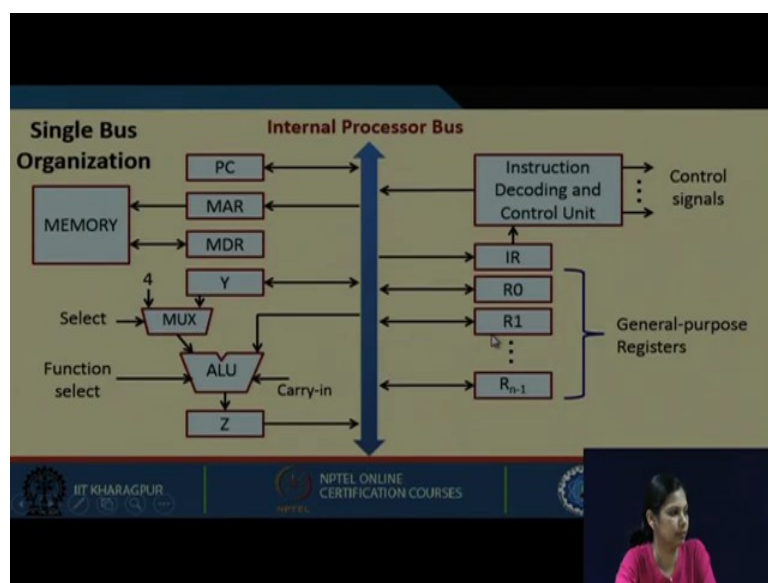 Single Bus
Organization
Internal Processor Bus
PC
MAR
MDR
MEMORY
Y
4
Select
MUX
Function
select
ALU
Carry-in
Z
Instruction
Decoding and
Control Unit
Control
signals
IR
R0
R1
Rn-1
General-purpose
Registers
IIT KHARAGPUR
NPTEL
NPTEL ONLINE
CERTIFICATION COURSES